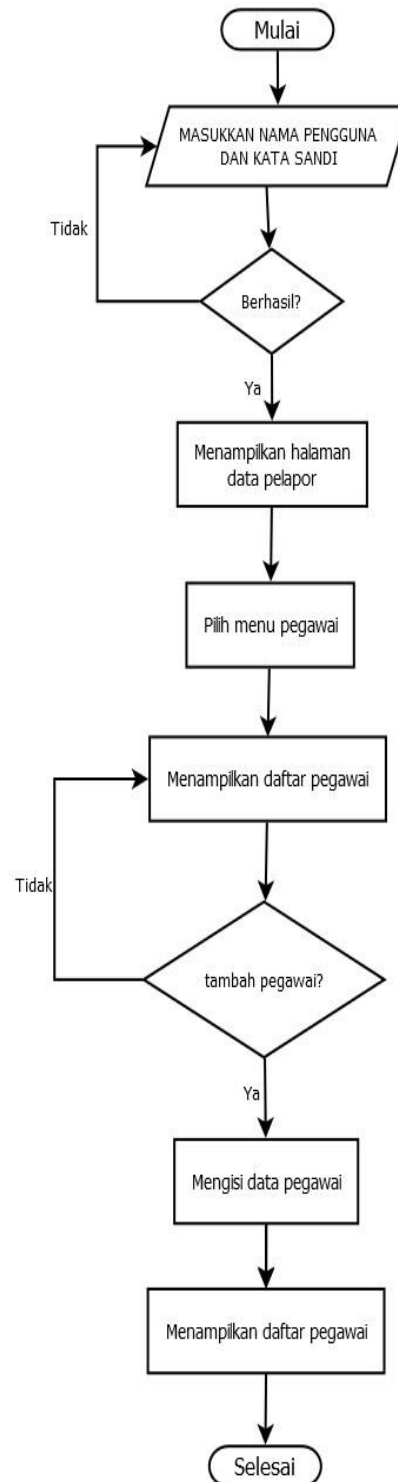 Mulai
MASUKKAN NAMA PENGGUNA
DAN KATA SANDI
Tidak
Berhasil?
Ya
Menampilkan halaman
data pelapor
Pilih menu pegawai
Menampilkan daftar pegawai
Tidak
tambah pegawai?
Ya
Mengisi data pegawai
Menampilkan daftar pegawai
Selesai